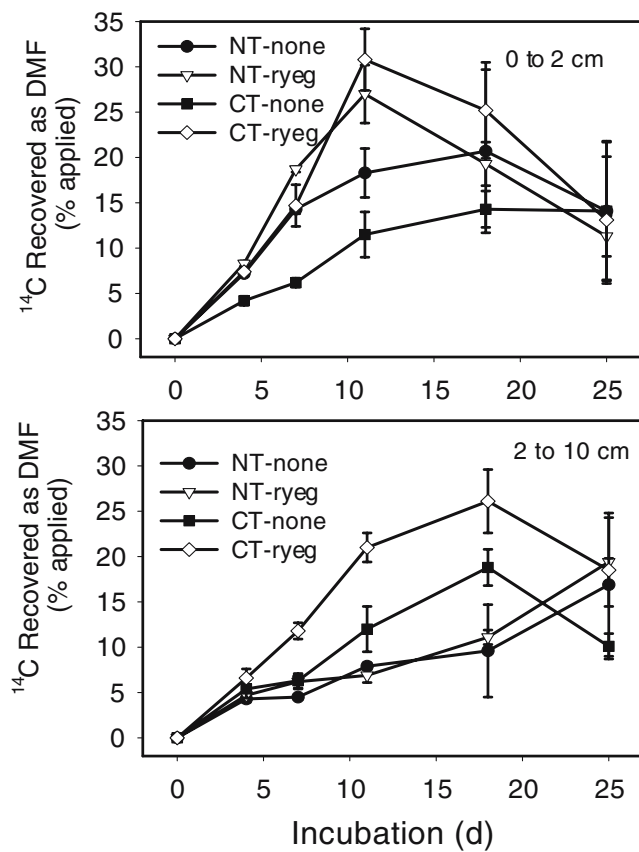 ¹⁴C Recovered as DMF
(% applied)
35
30
25
20
15
10
5
0
NT-none
NT-ryeg
CT-none
CT-ryeg
0 to 2 cm
0 5 10 15 20 25
¹⁴C Recovered as DMF
(% applied)
35
30
25
20
15
10
5
0
NT-none
NT-ryeg
CT-none
CT-ryeg
2 to 10 cm
0 5 10 15 20 25
Incubation (d)